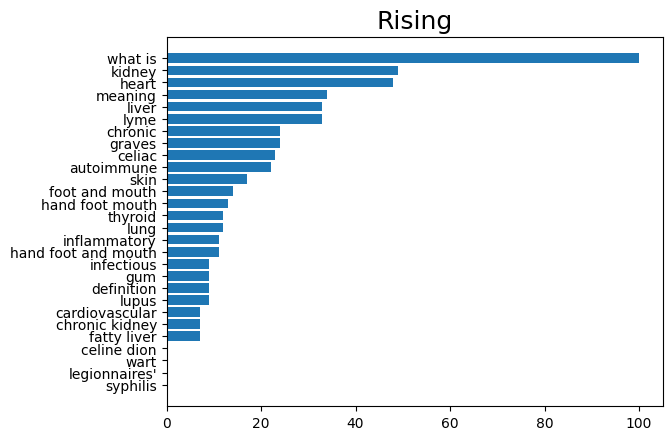 Rising
what is
kidney
heart
meaning
liver
lyme
chronic
graves
celiac
autoimmune
skin
foot and mouth
hand foot mouth
thyroid
lung
inflammatory
hand foot and mouth
infectious
gum
definition
lupus
cardiovascular
chronic kidney
fatty liver
celine dion
wart
legionnaires'
syphilis
0 20 40 60 80 100